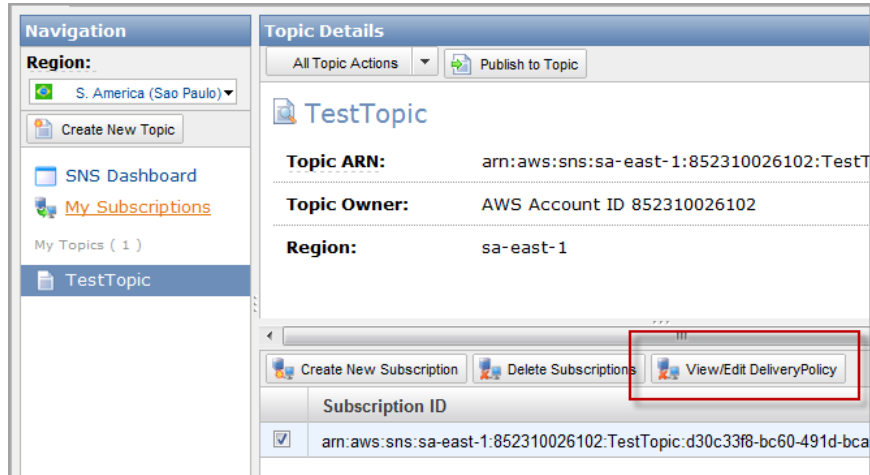 Navigation
Region:
S. America (Sao Paulo)
Create New Topic
SNS Dashboard
My Subscriptions
My Topics ( 1 )
TestTopic
Topic Details
All Topic Actions
Publish to Topic
TestTopic
Topic ARN: arn:aws:sns:sa-east-1:852310026102:TestT
Topic Owner: AWS Account ID 852310026102
Region: sa-east-1
Create New Subscription
Delete Subscriptions
View/Edit DeliveryPolicy
Subscription ID
arn:aws:sns:sa-east-1:852310026102:TestTopic:d30c33f8-bc60-491d-bca